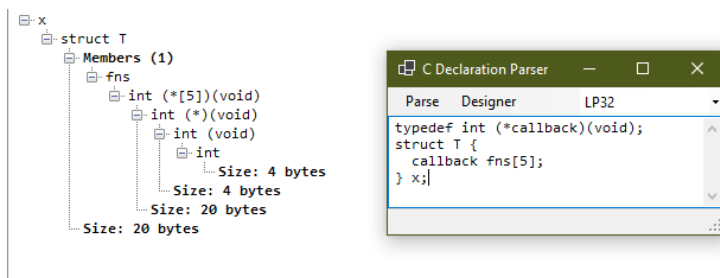 x
struct T
Members (1)
fns
int (*[5])(void)
int (*)(void)
int (void)
int
Size: 4 bytes
Size: 4 bytes
Size: 20 bytes
Size: 20 bytes
C Declaration Parser
Parse Designer LP32
typedef int (*callback)(void);
struct T {
callback fns[5];
} x;